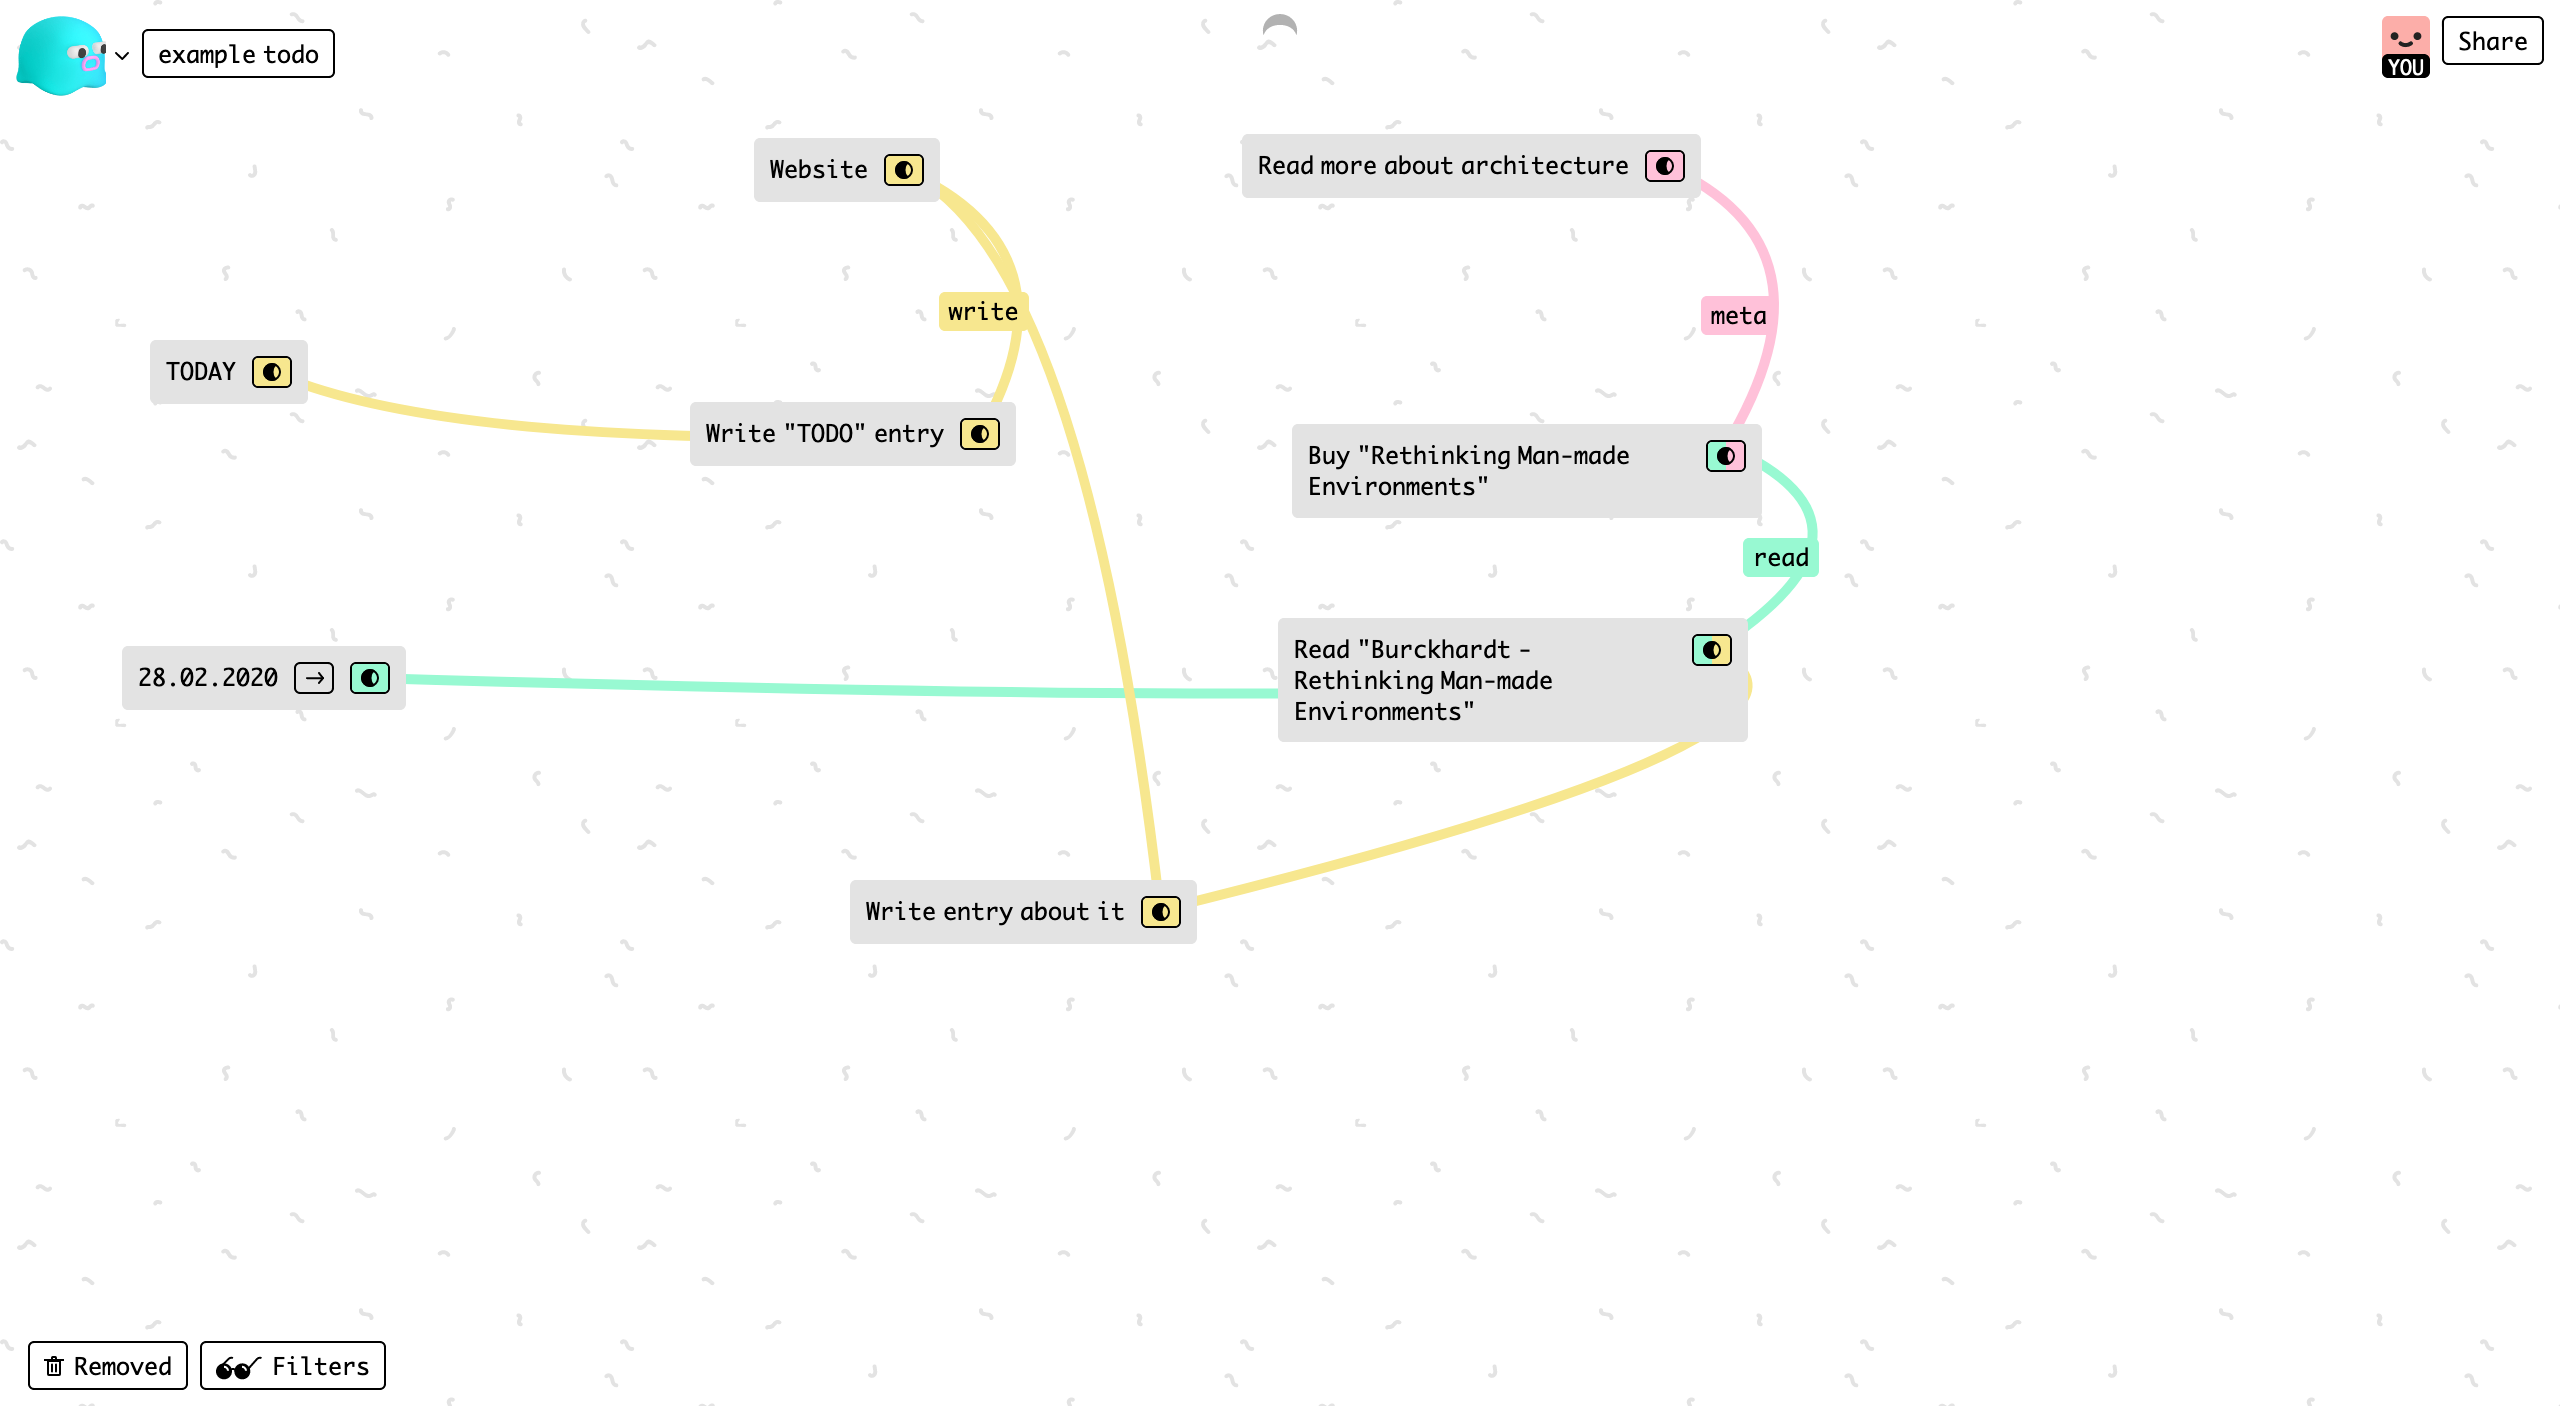 example todo
YOU
Share
Website
Read more about architecture
write
meta
TODAY
Write "TODO" entry
Buy "Rethinking Man-made
Environments"
read
28.02.2020 →
Read "Burckhardt -
Rethinking Man-made
Environments"
Write entry about it
Removed
Filters